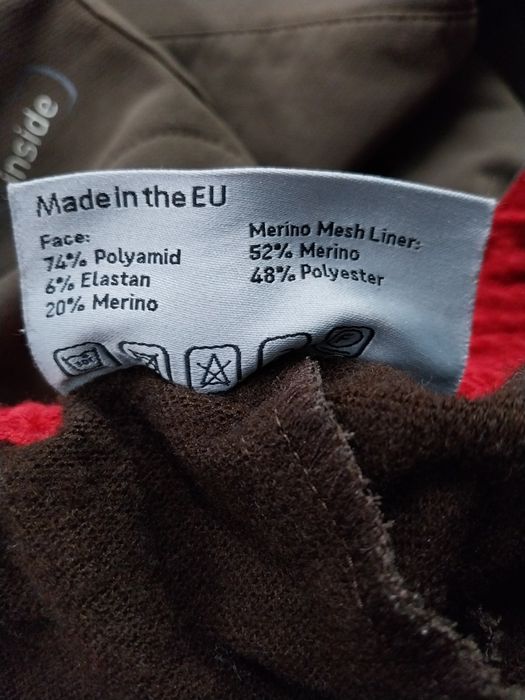 inside
Made in the EU
Face:
74% Polyamid
6% Elastan
20% Merino
Merino Mesh Liner:
52% Merino
48% Polyester